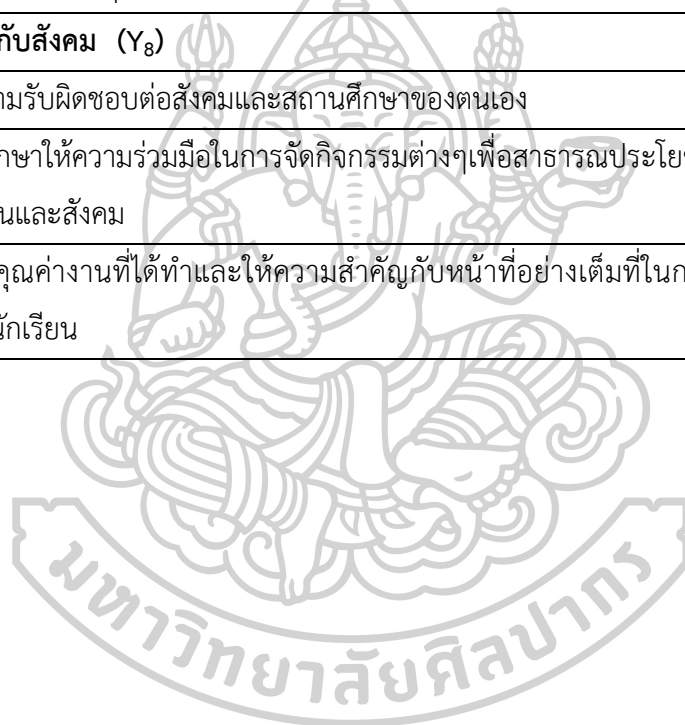 กับสังคม (Y₈)
ามรับผิดชอบต่อสังคมและสถานศึกษาของตนเอง
กษาให้ความร่วมมือในการจัดกิจกรรมต่างๆเพื่อสาธารณประโย
นและสังคม
คุณค่างานที่ได้ทำและให้ความสำคัญกับหน้าที่อย่างเต็มที่ในก
นักเรียน
มหาวิทยาลัยศิลปากร